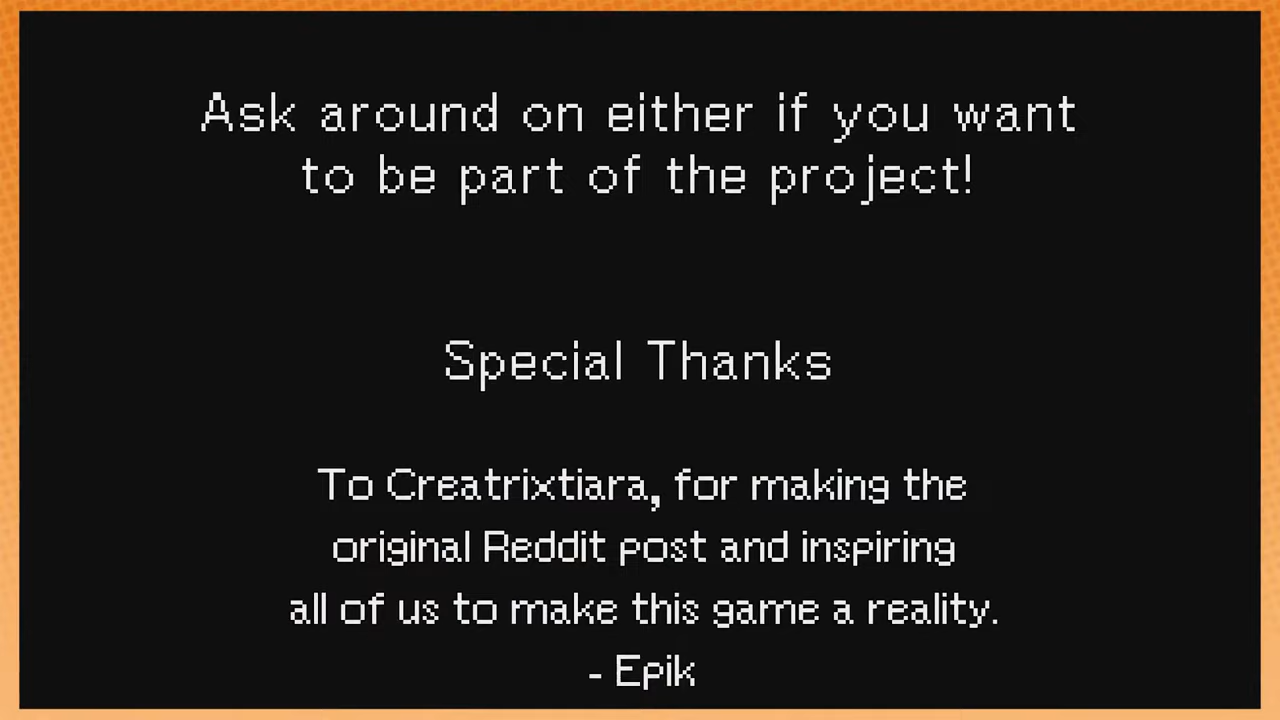 Ask around on either if you want
to be part of the project!
Special Thanks
To Creatrixtiara, for making the
original Reddit post and inspiring
all of us to make this game a reality.
- Epik